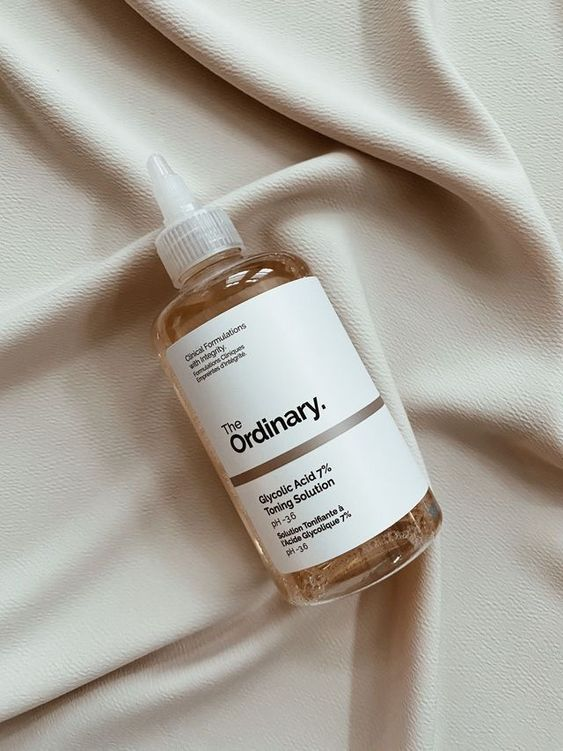 Clinical Formulations
with Integrity.
Formulations Cliniques
Empreintes d'Intégrité.
The
Ordinary.
Glycolic Acid 7%
Toning Solution
pH ~3.6
Solution Tonifiante à
l'Acide Glycolique 7%
pH ~3.6